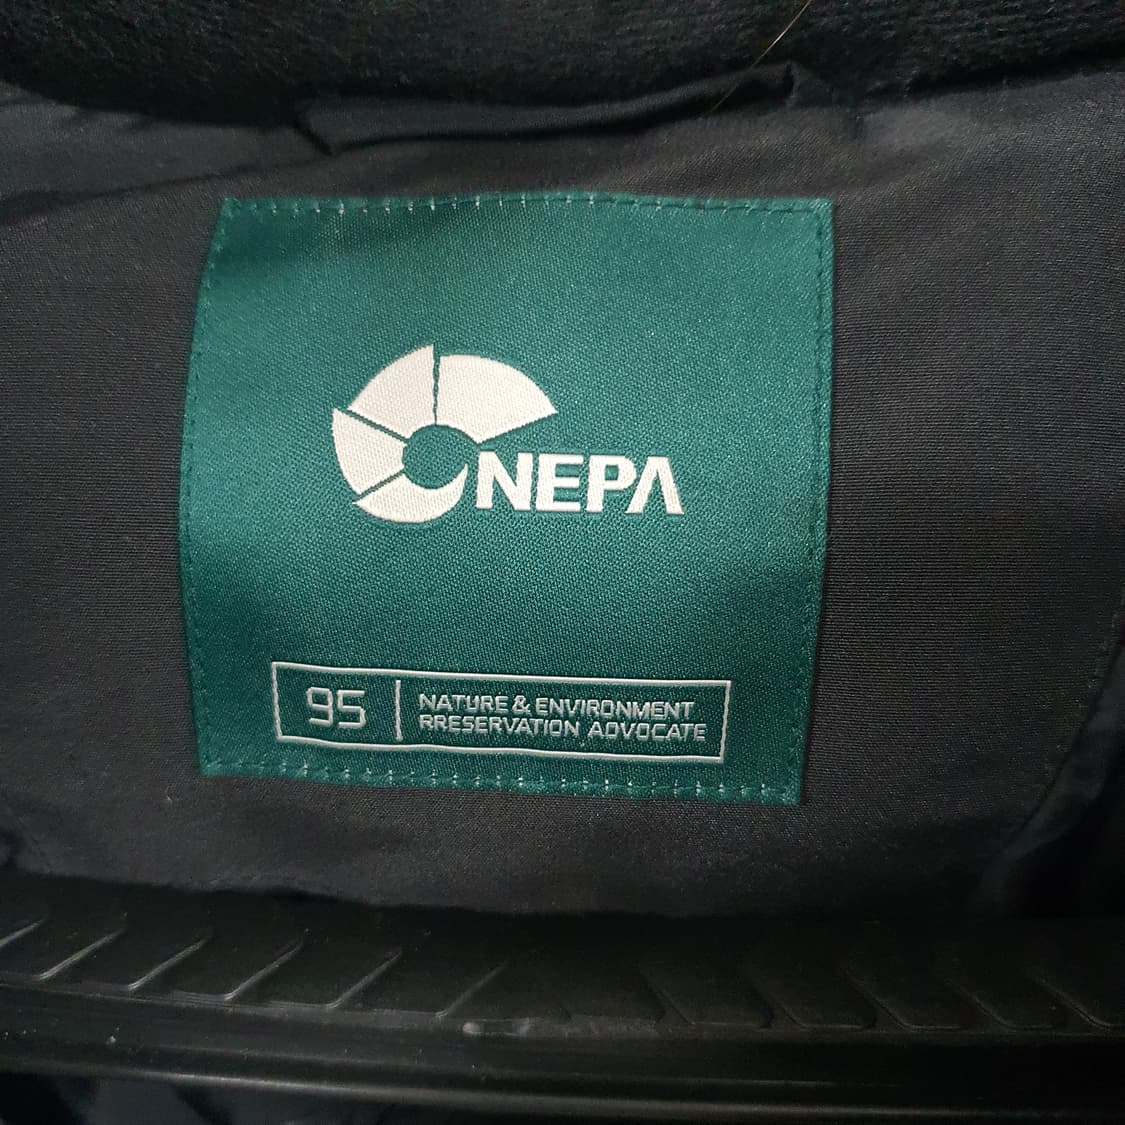 NEPA
95
NATURE & ENVIRONMENT
RRESERVATION ADVOCATE